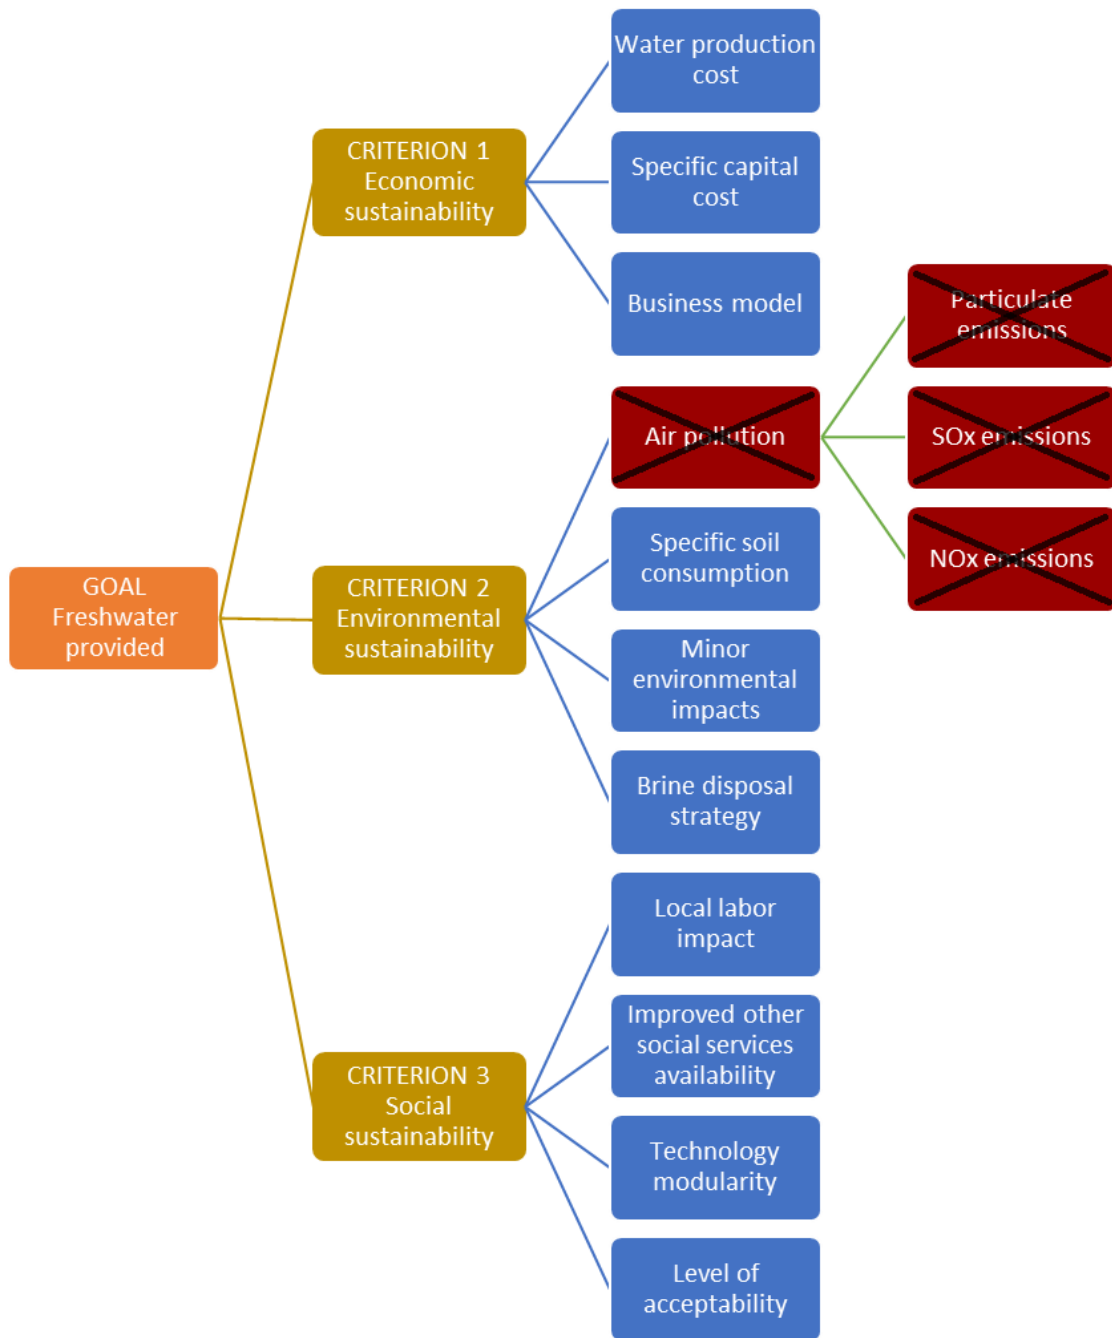 GOAL
Freshwater
provided
CRITERION 1
Economic
sustainability
Water production
cost
Specific capital
cost
Business model
CRITERION 2
Environmental
sustainability
Air pollution
Particulate
emissions
SOx emissions
NOx emissions
Specific soil
consumption
Minor
environmental
impacts
Brine disposal
strategy
CRITERION 3
Social
sustainability
Local labor
impact
Improved other
social services
availability
Technology
modularity
Level of
acceptability